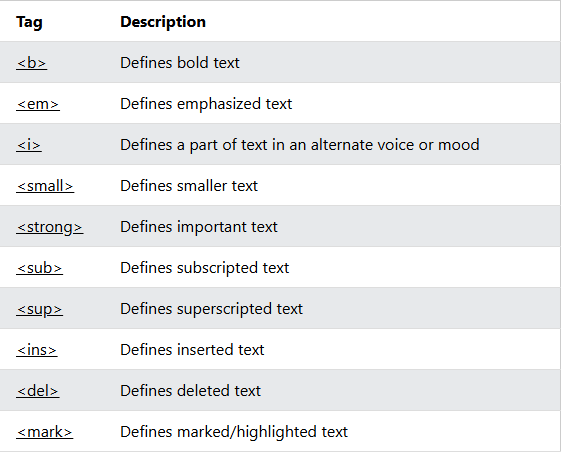 Tag Description
<b> Defines bold text
<em> Defines emphasized text
<i> Defines a part of text in an alternate voice or mood
<small> Defines smaller text
<strong> Defines important text
<sub> Defines subscripted text
<sup> Defines superscripted text
<ins> Defines inserted text
<del> Defines deleted text
<mark> Defines marked/highlighted text